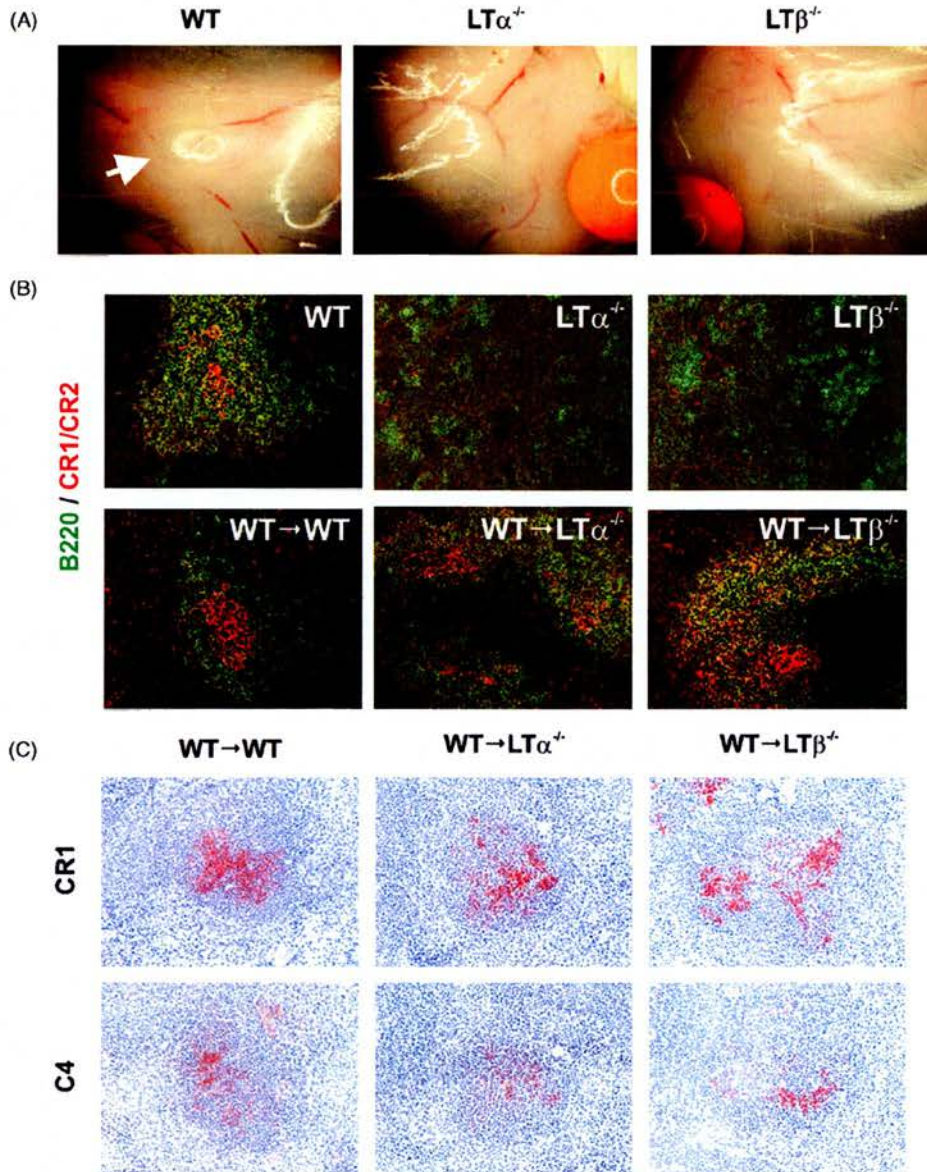 (A)
WT LTα⁻/⁻ LTβ⁻/⁻
(B)
B220 / CR1/CR2
WT LTα⁻/⁻ LTβ⁻/⁻
WT→WT WT→LTα⁻/⁻ WT→LTβ⁻/⁻
(C)
WT→WT WT→LTα⁻/⁻ WT→LTβ⁻/⁻
CR1
C4